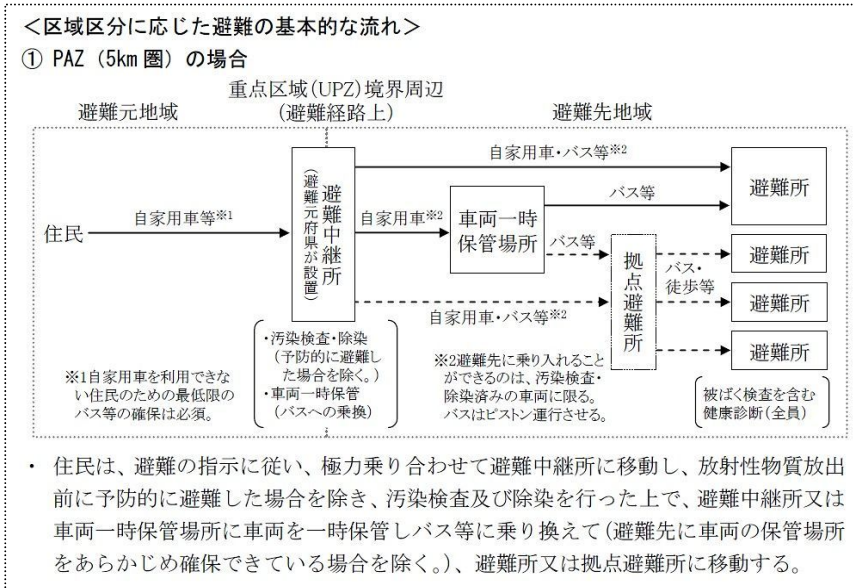 ＜区域区分に応じた避難の基本的な流れ＞
① PAZ（5km 圏）の場合
重点区域(UPZ)境界周辺
避難元地域
(避難経路上)
避難先地域
住民
自家用車等※1
避難中継所
(避難元府県が設置)
自家用車・バス等※2
自家用車※2
車両一時
保管場所
バス等
バス等
自家用車・バス等※2
拠点避難所
バス・
徒歩等
避難所
避難所
避難所
避難所
・汚染検査・除染
(予防的に避難し
た場合を除く。)
・車両一時保管
(バスへの乗換)
※1自家用車を利用できな
い住民のための最低限の
バス等の確保は必須。
※2避難先に乗り入れること
ができるのは、汚染検査・
除染済みの車両に限る。
バスはピストン運行させる。
被ばく検査を含む
健康診断(全員)
・ 住民は、避難の指示に従い、極力乗り合わせて避難中継所に移動し、放射性物質放出
前に予防的に避難した場合を除き、汚染検査及び除染を行った上で、避難中継所又は
車両一時保管場所に車両を一時保管しバス等に乗り換えて(避難先に車両の保管場所
をあらかじめ確保できている場合を除く。)、避難所又は拠点避難所に移動する。